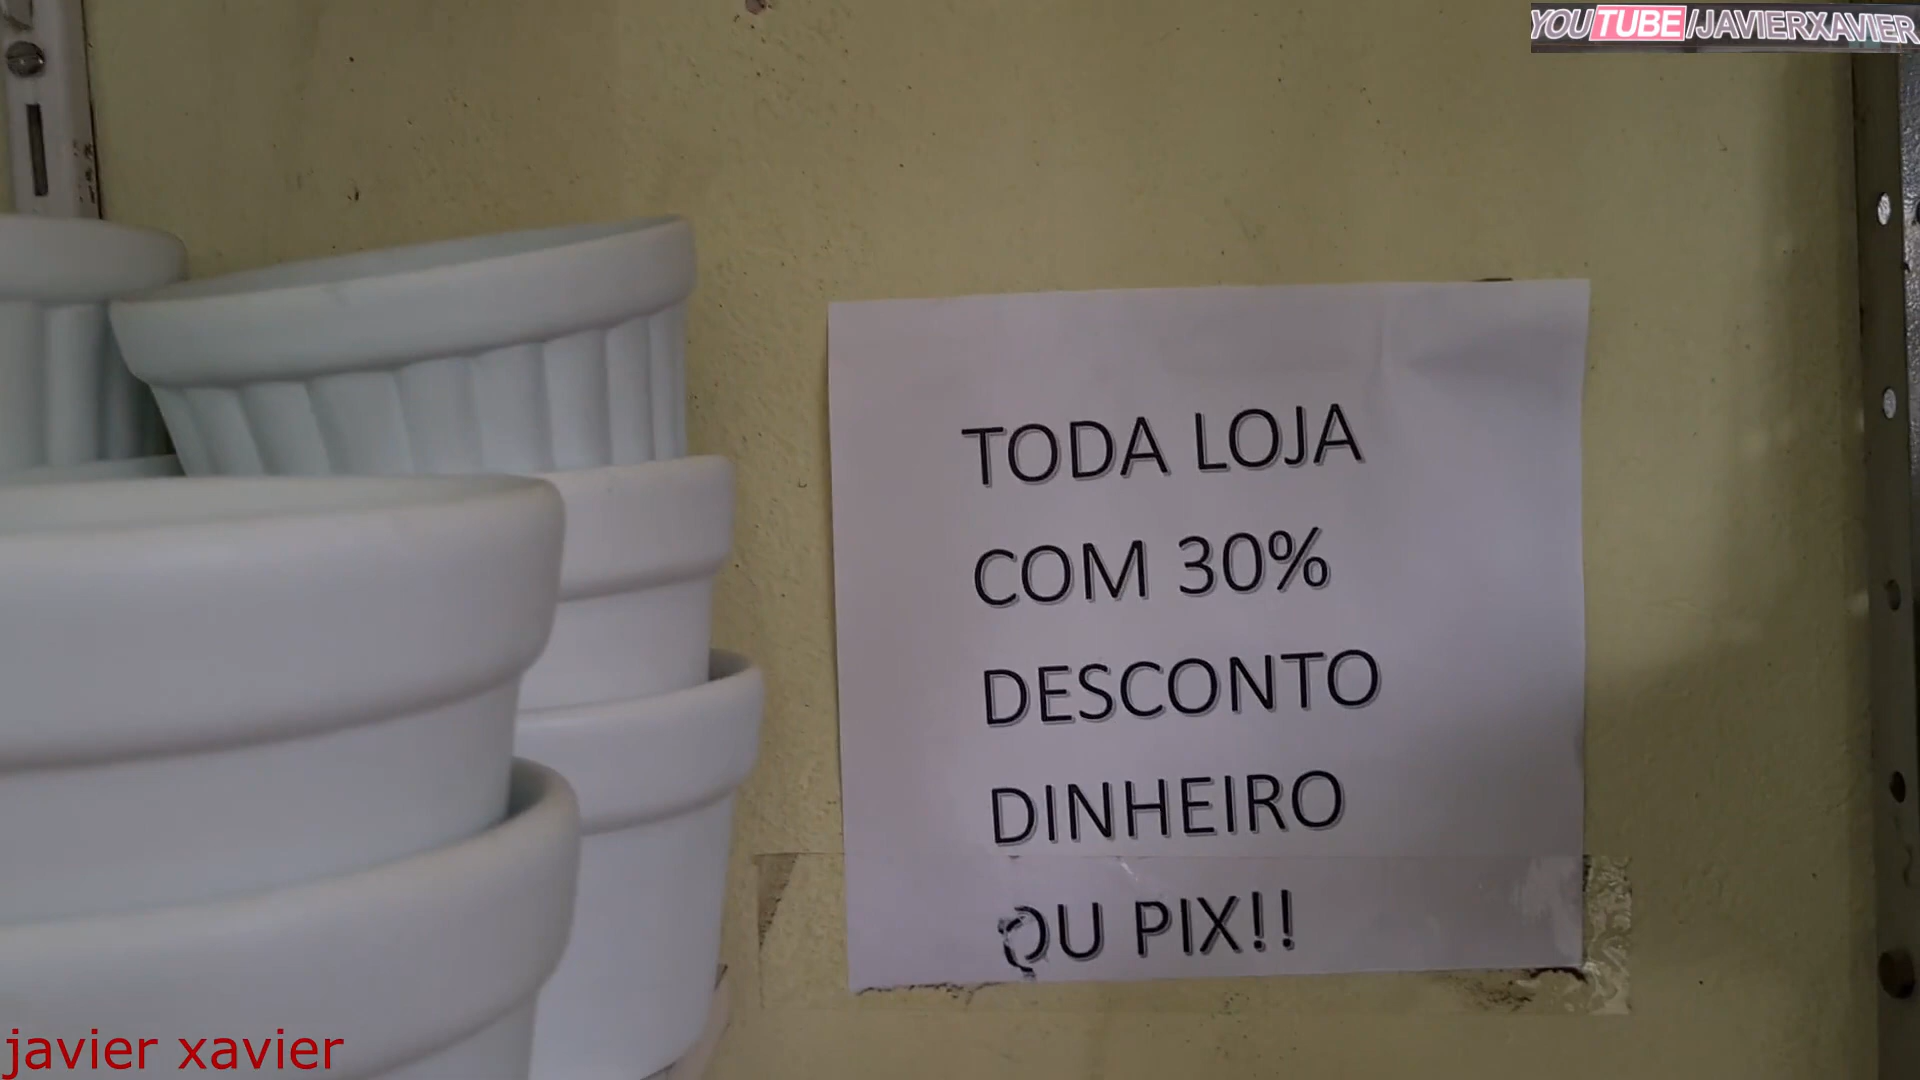 YOUTUBE/JAVIERXAVIER
TODA LOJA
COM 30%
DESCONTO
DINHEIRO
OU PIX!!
javier xavier